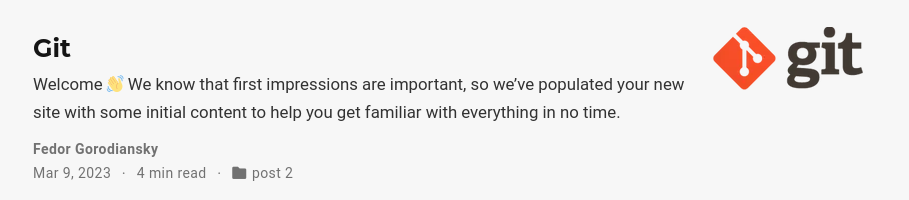 Git
Welcome 👋 We know that first impressions are important, so we’ve populated your new
site with some initial content to help you get familiar with everything in no time.
Fedor Gorodiansky
Mar 9, 2023 · 4 min read · post 2
git